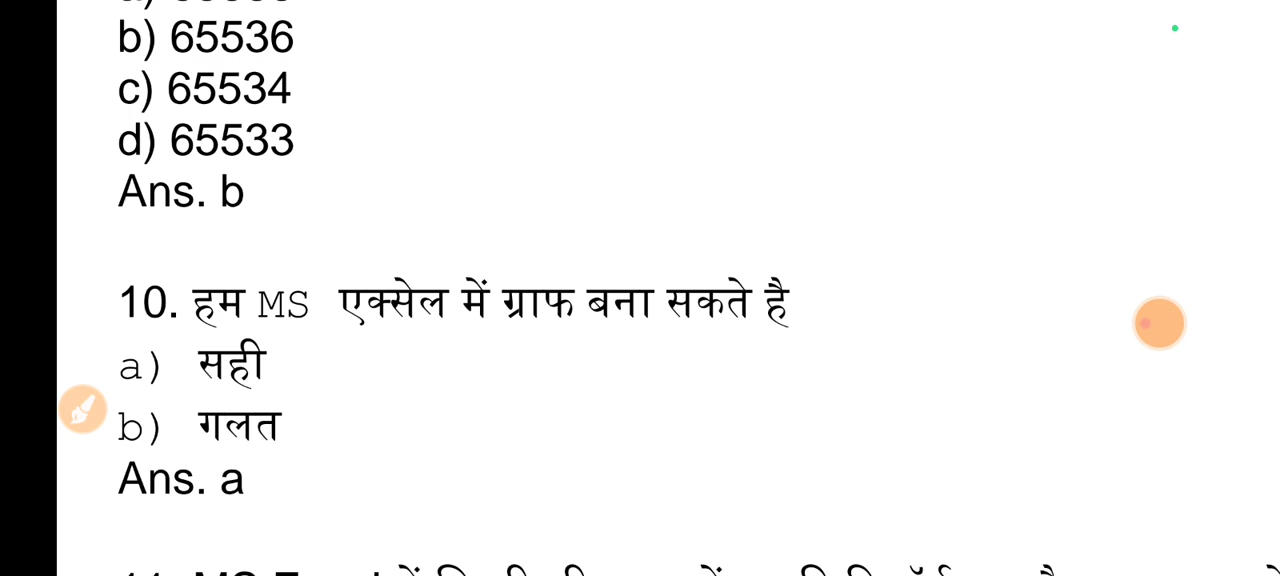 b) 65536
c) 65534
d) 65533
Ans. b
10. हम MS एक्सेल में ग्राफ बना सकते है
a) सही
b) गलत
Ans. a